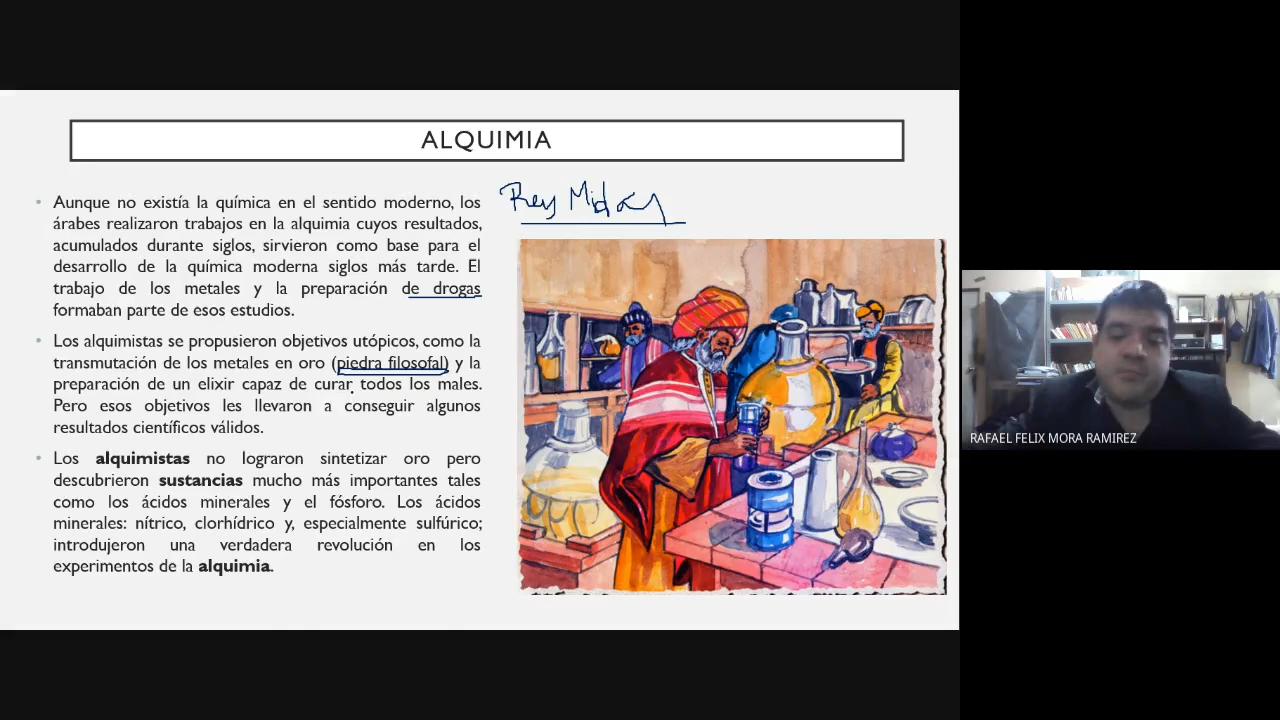 ALQUIMIA
Aunque no existía la química en el sentido moderno, los
árabes realizaron trabajos en la alquimia cuyos resultados,
acumulados durante siglos, sirvieron como base para el
desarrollo de la química moderna siglos más tarde. El
trabajo de los metales y la preparación de drogas
formaban parte de esos estudios.
Los alquimistas se propusieron objetivos utópicos, como la
transmutación de los metales en oro (piedra filosofal) y la
preparación de un elixir capaz de curar todos los males.
Pero esos objetivos les llevaron a conseguir algunos
resultados científicos válidos.
Los alquimistas no lograron sintetizar oro pero
descubrieron sustancias mucho más importantes tales
como los ácidos minerales y el fósforo. Los ácidos
minerales: nítrico, clorhídrico y, especialmente sulfúrico;
introdujeron una verdadera revolución en los
experimentos de la alquimia.
Rey Midas
RAFAEL FELIX MORA RAMIREZ